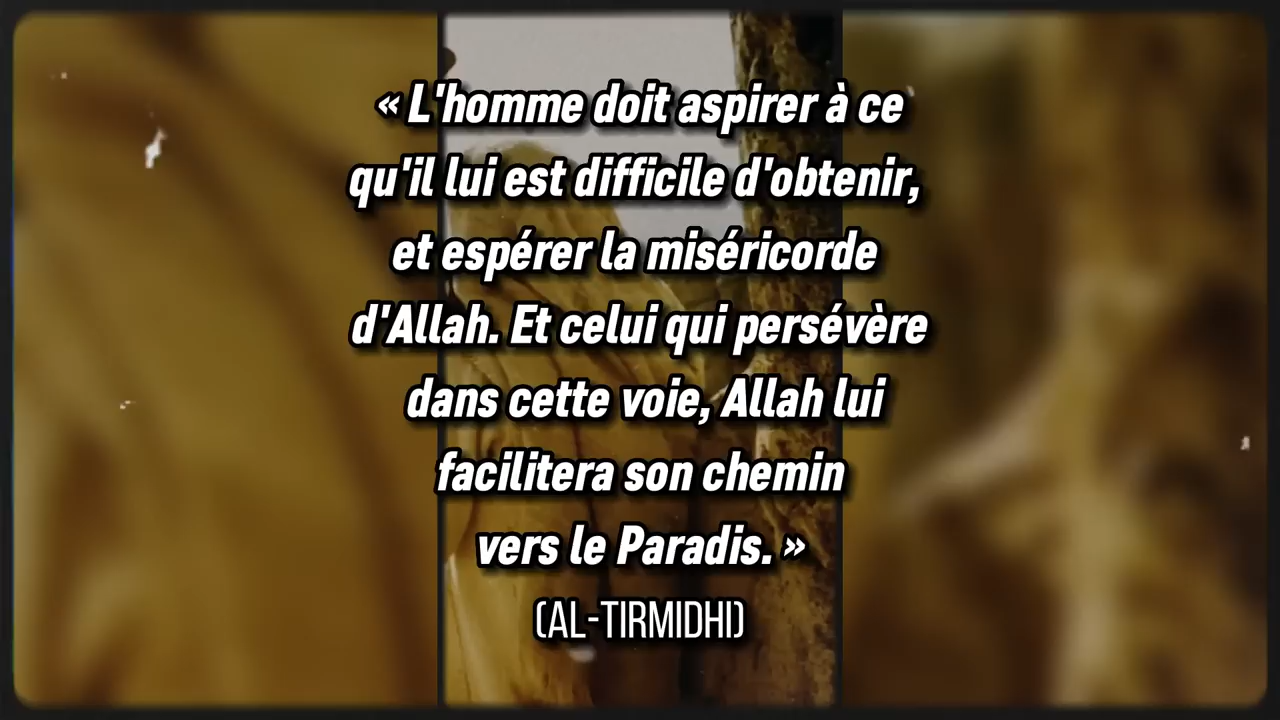 « L'homme doit aspirer à ce
qu'il lui est difficile d'obtenir,
et espérer la miséricorde
d'Allah. Et celui qui persévère
dans cette voie, Allah lui
facilitera son chemin
vers le Paradis. »
(AL-TIRMIDHI)